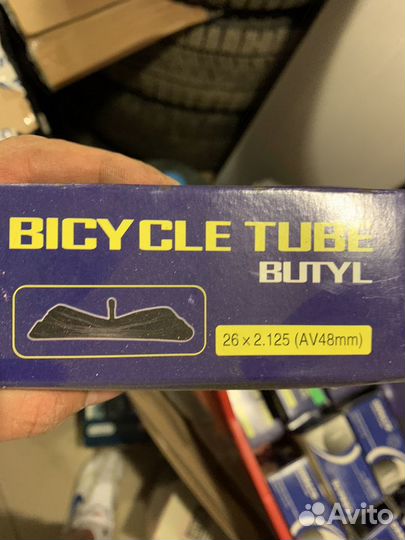 BICYCLE TUBE
BUTYL
26 x 2.125 (AV48mm)
Avito